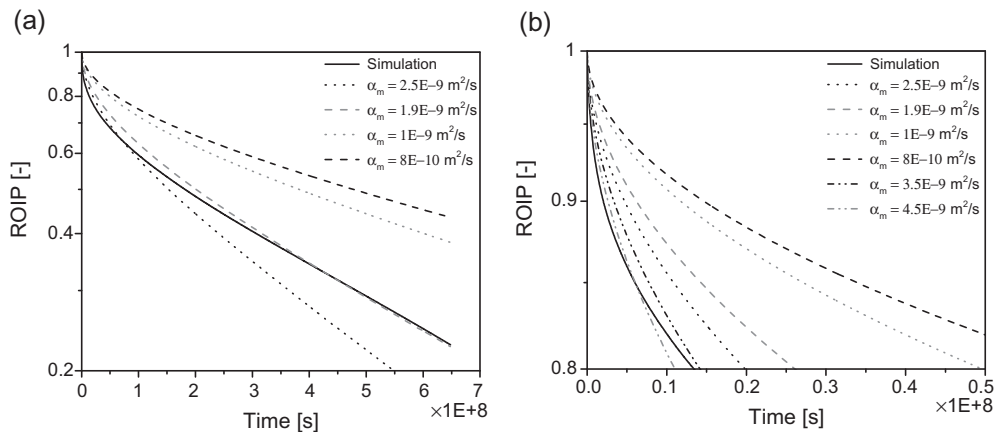 (a)
ROIP [-]
1
0.8
0.6
0.4
0.2
Simulation
αm = 2.5E−9 m²/s
αm = 1.9E−9 m²/s
αm = 1E−9 m²/s
αm = 8E−10 m²/s
0 1 2 3 4 5 6 7
Time [s]
×1E+8
(b)
ROIP [-]
1
0.9
0.8
Simulation
αm = 2.5E−9 m²/s
αm = 1.9E−9 m²/s
αm = 1E−9 m²/s
αm = 8E−10 m²/s
αm = 3.5E−9 m²/s
αm = 4.5E−9 m²/s
0.0 0.1 0.2 0.3 0.4 0.5
Time [s]
×1E+8